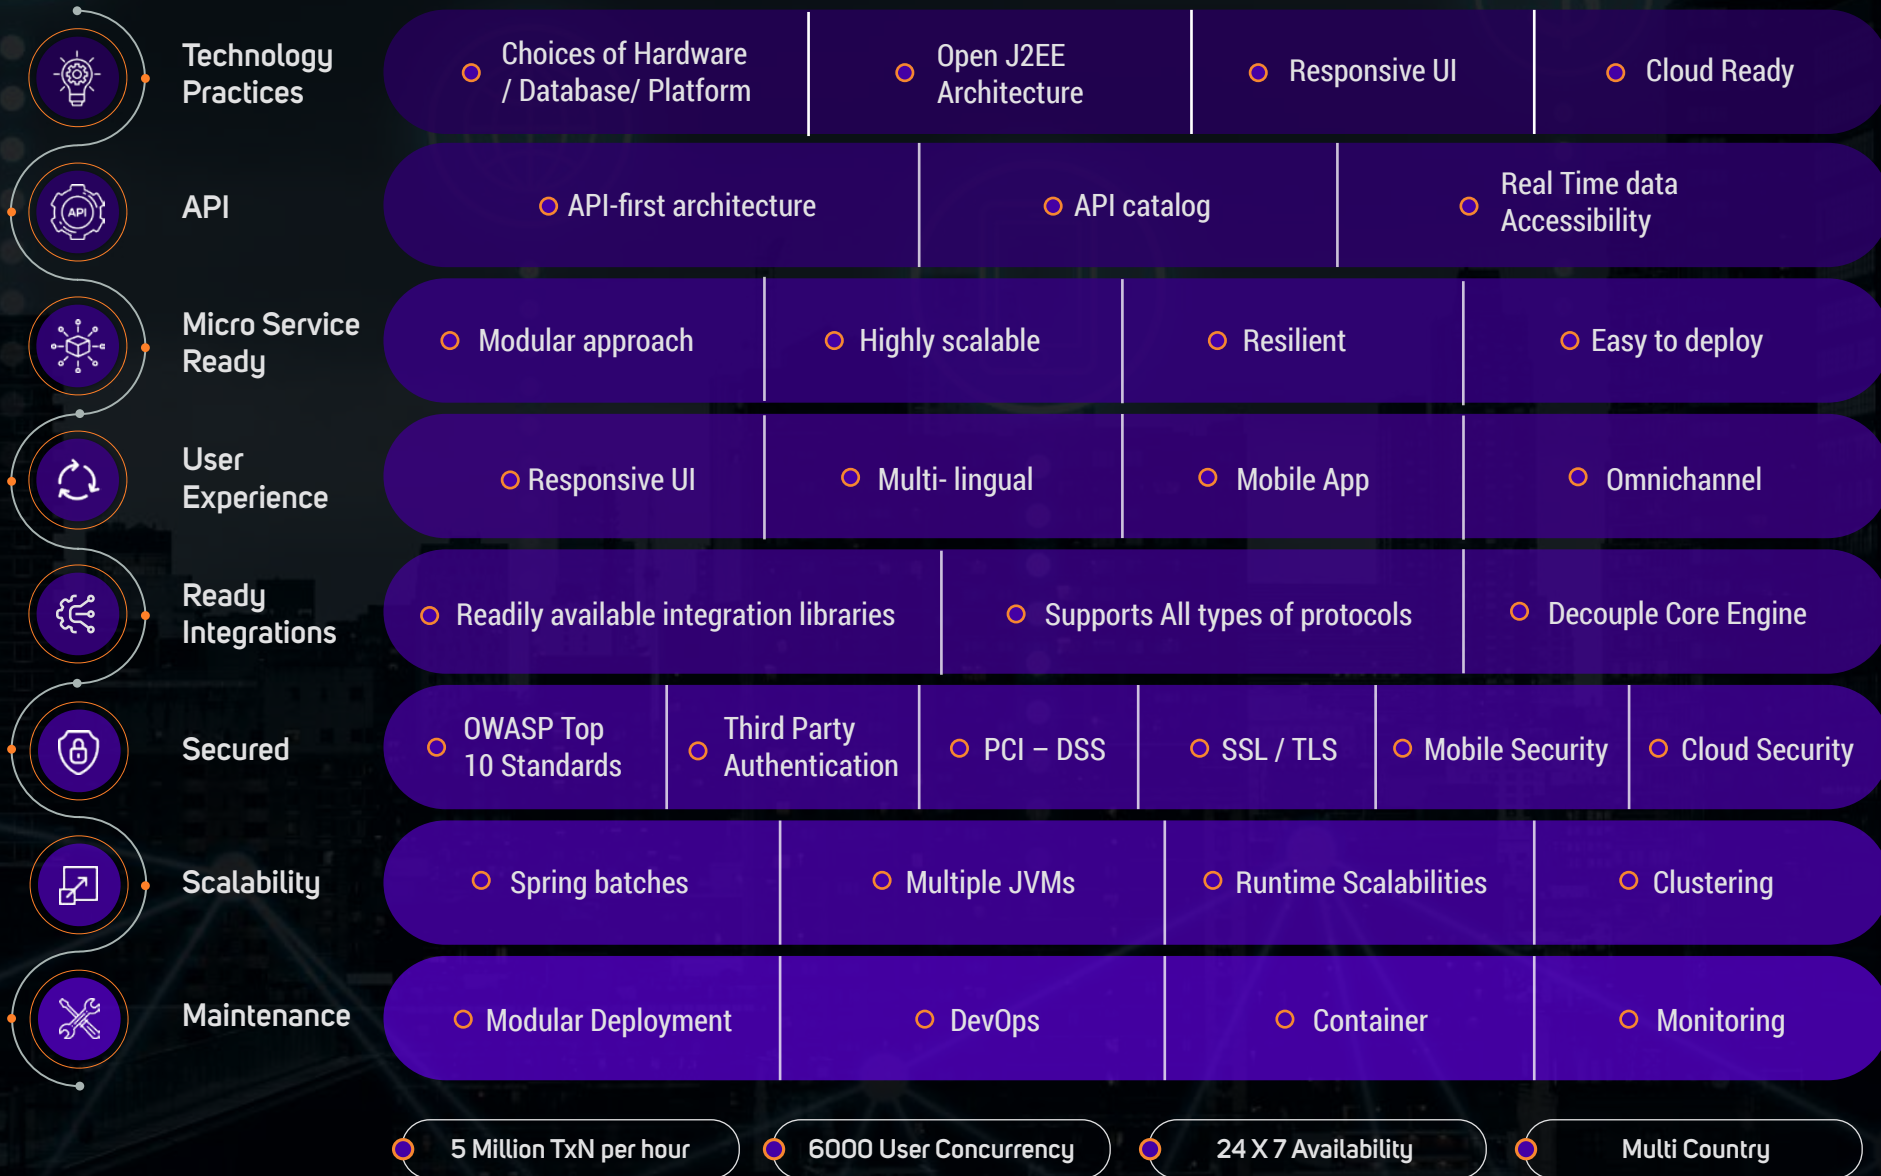 Technology
Practices
Choices of Hardware
/ Database/ Platform
Open J2EE
Architecture
Responsive UI
Cloud Ready
API
API
API-first architecture
API catalog
Real Time data
Accessibility
Micro Service
Ready
Modular approach
Highly scalable
Resilient
Easy to deploy
User
Experience
Responsive UI
Multi- lingual
Mobile App
Omnichannel
Ready
Integrations
Readily available integration libraries
Supports All types of protocols
Decouple Core Engine
Secured
OWASP Top
10 Standards
Third Party
Authentication
PCI – DSS
SSL / TLS
Mobile Security
Cloud Security
Scalability
Spring batches
Multiple JVMs
Runtime Scalabilities
Clustering
Maintenance
Modular Deployment
DevOps
Container
Monitoring
5 Million TxN per hour
6000 User Concurrency
24 X 7 Availability
Multi Country